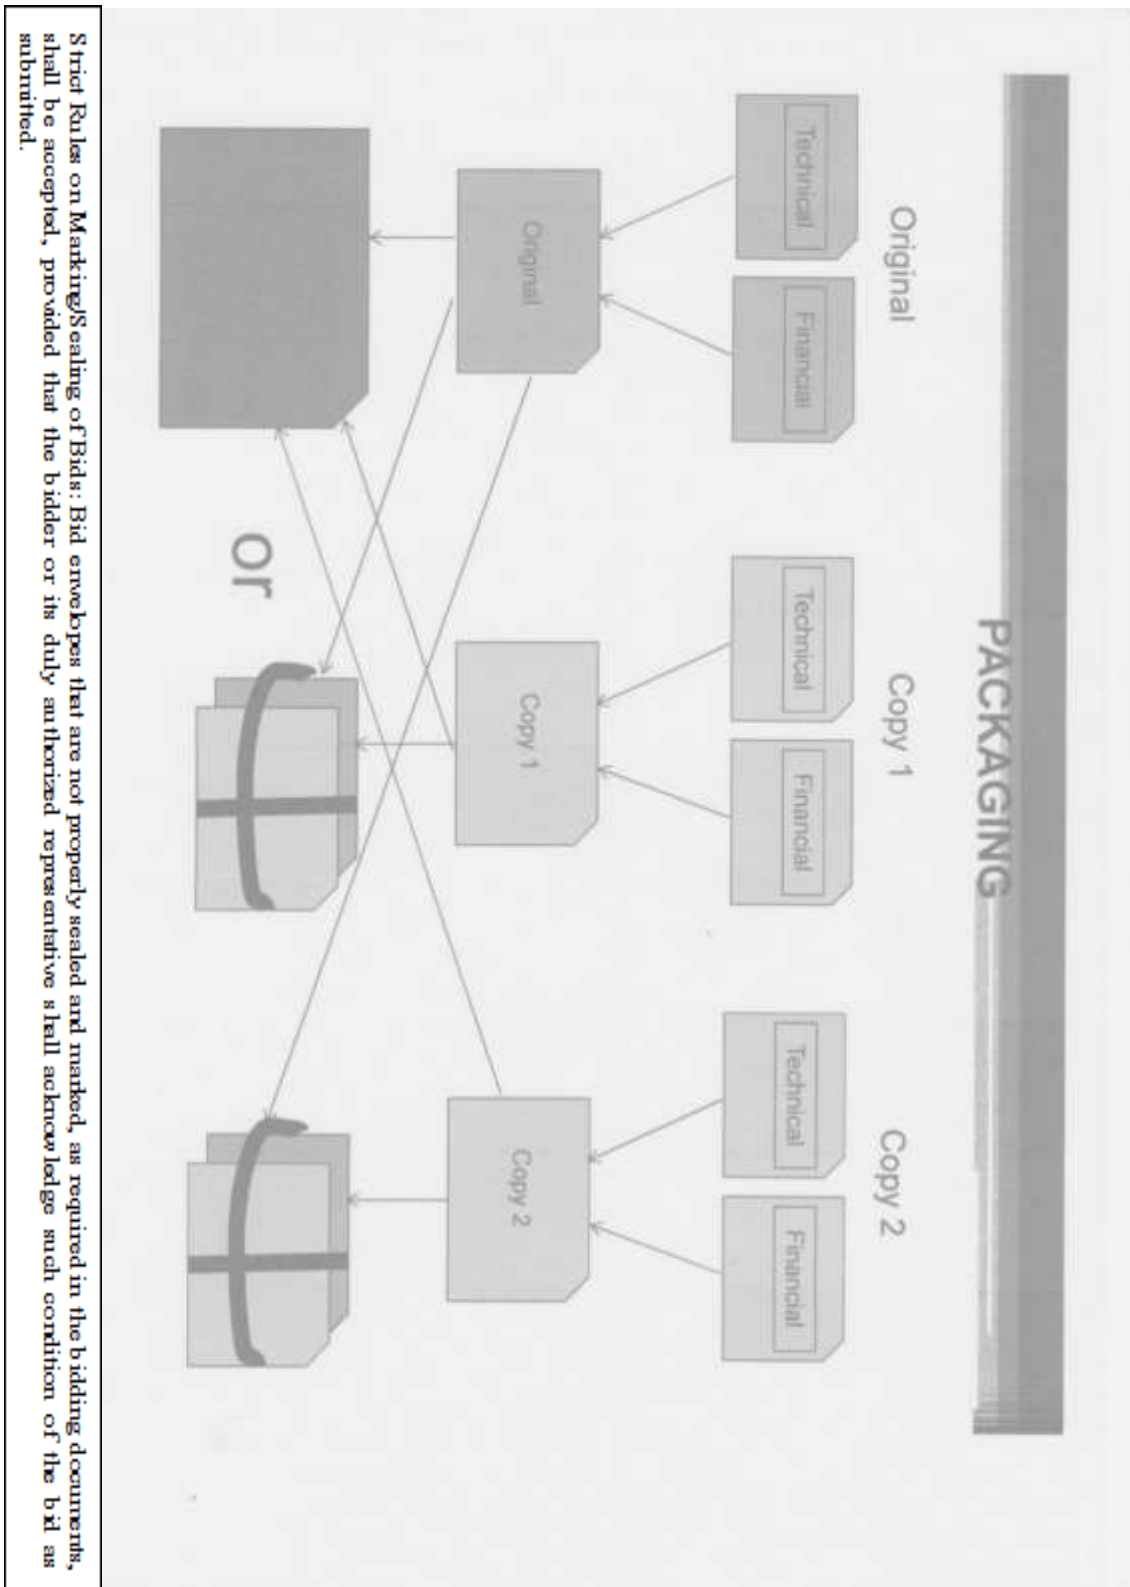 PACKAGING
Original
Copy 1
Copy 2
Technical
Financial
Technical
Financial
Technical
Financial
Original
Copy 1
Copy 2
or
Strict Rules on Marking/Sealing of Bids: Bid envelopes that are not properly sealed and marked, as required in the bidding documents,
shall be accepted, provided that the bidder or its duly authorized representative shall acknowledge such condition of the bid as
submitted.